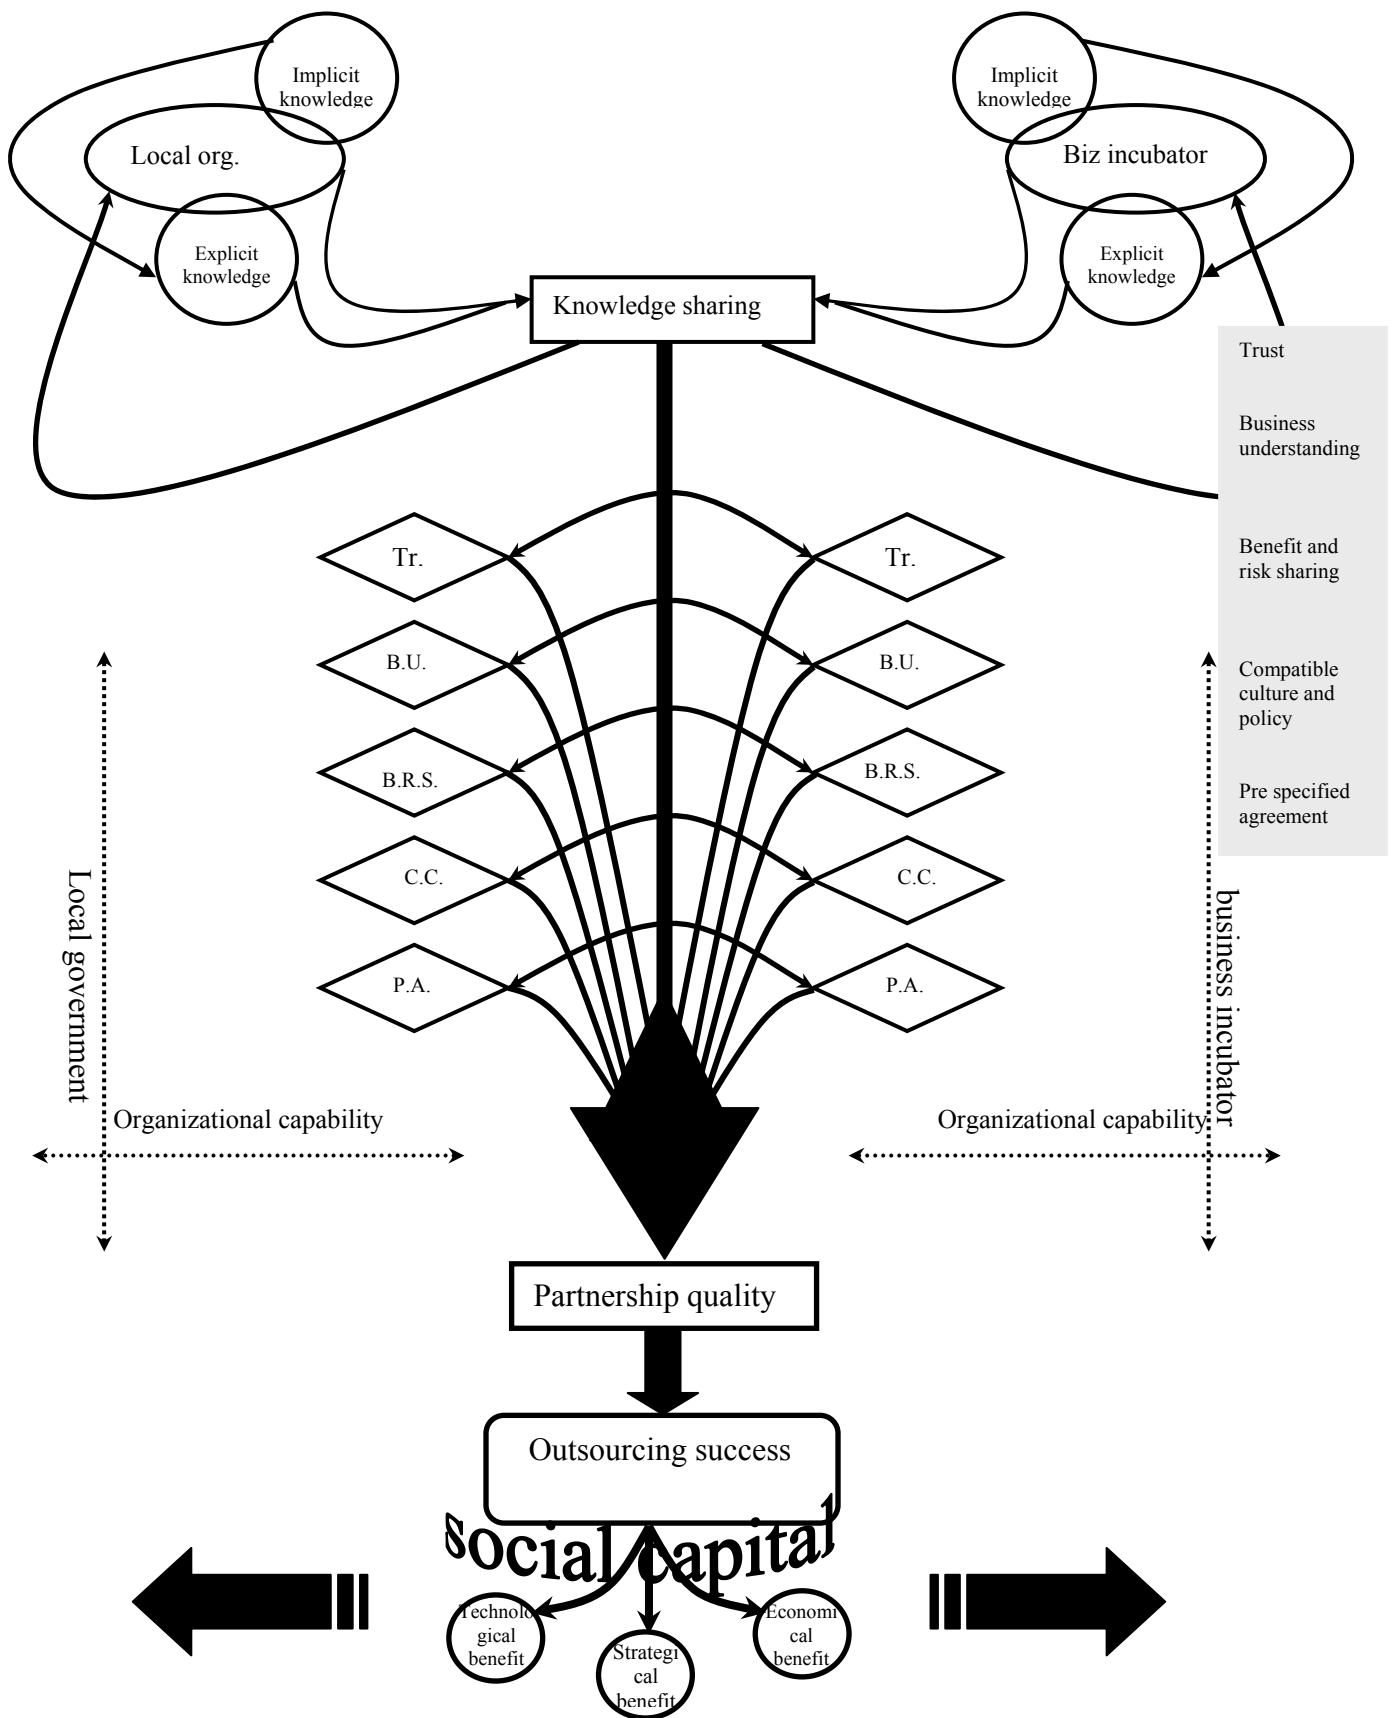 Implicit
knowledge
Implicit
knowledge
Local org.
Biz incubator
Explicit
knowledge
Explicit
knowledge
Knowledge sharing
Trust
Business
understanding
Benefit and
risk sharing
Compatible
culture and
policy
Pre specified
agreement
Tr.
Tr.
B.U.
B.U.
B.R.S.
B.R.S.
C.C.
C.C.
P.A.
P.A.
Local government
business incubator
Organizational capability
Organizational capability
Partnership quality
Outsourcing success
social capital
Technolo
gical
benefit
Strategi
cal
benefit
Economi
cal
benefit